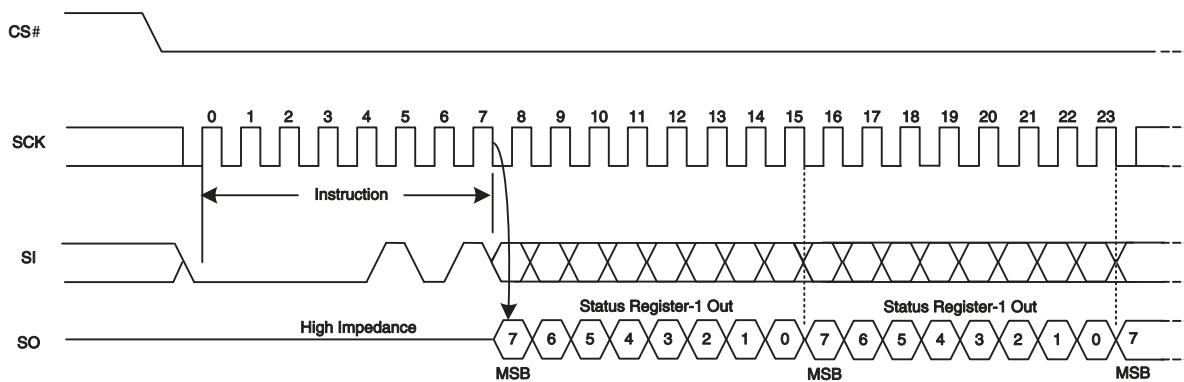 CS#
0 1 2 3 4 5 6 7 8 9 10 11 12 13 14 15 16 17 18 19 20 21 22 23
SCK
Instruction
SI
Status Register-1 Out Status Register-1 Out
High Impedance
SO 7 6 5 4 3 2 1 0 7 6 5 4 3 2 1 0 7
MSB MSB MSB